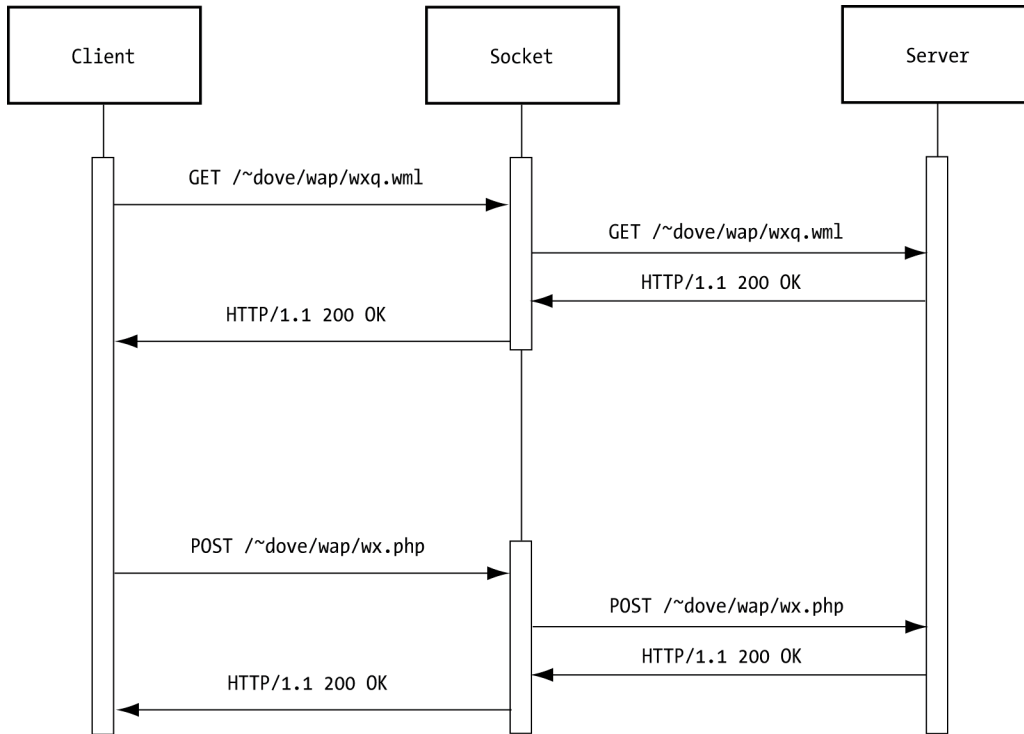 Client
Socket
Server
GET /~dove/wap/wxq.wml
GET /~dove/wap/wxq.wml
HTTP/1.1 200 OK
HTTP/1.1 200 OK
POST /~dove/wap/wx.php
POST /~dove/wap/wx.php
HTTP/1.1 200 OK
HTTP/1.1 200 OK